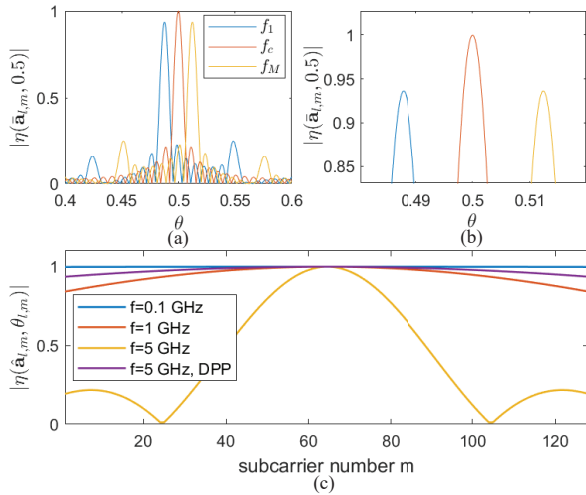 |η(ā_{l,m}, 0.5)|
1
0.5
0
0.4 0.45 0.5 0.55 0.6
θ
(a)
f_1
f_c
f_M
|η(ā_{l,m}, 0.5)|
1
0.95
0.9
0.85
0.49 0.5 0.51
θ
(b)
|η(â_{l,m}, θ_{l,m})|
1
0.5
0
f=0.1 GHz
f=1 GHz
f=5 GHz
f=5 GHz, DPP
20 40 60 80 100 120
subcarrier number m
(c)